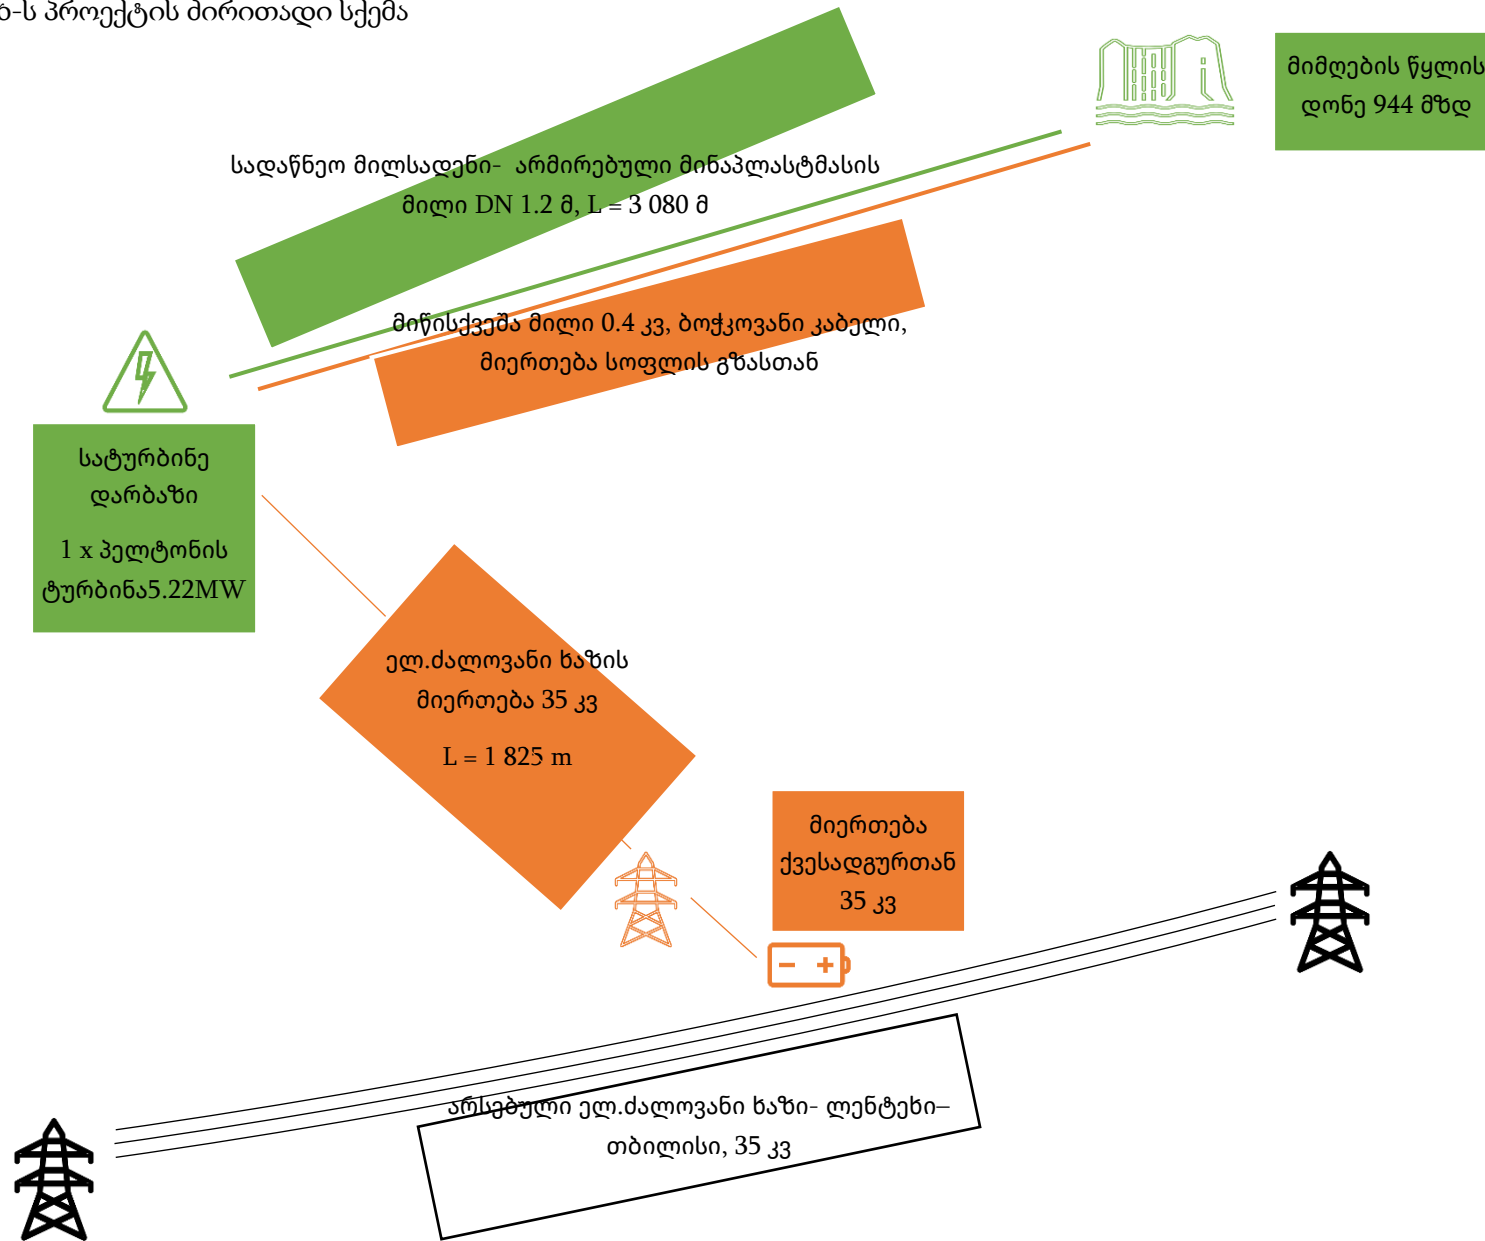 ს პროექტის ძირითადი სქემა
მიმღების წყლის
დონე 944 მზდ
სადაწნეო მილსადენი- არმირებული მინაპლასტმასის
მილი DN 1.2 მ, L = 3 080 მ
მიწისქვეშა მილი 0.4 კვ, ბოჭკოვანი კაბელი,
მიერთება სოფლის გზასთან
სატურბინე
დარბაზი
1 x პელტონის
ტურბინა5.22MW
ელ.ძალოვანი ხაზის
მიერთება 35 კვ
L = 1 825 m
მიერთება
ქვესადგურთან
35 კვ
არსებული ელ.ძალოვანი ხაზი- ლენტეხი–
თბილისი, 35 კვ